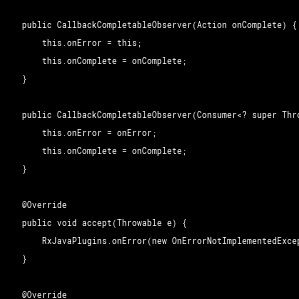 public CallbackCompletableObserver(Action onComplete) {
this.onError = this;
this.onComplete = onComplete;
}
public CallbackCompletableObserver(Consumer<? super Thro
this.onError = onError;
this.onComplete = onComplete;
}
@Override
public void accept(Throwable e) {
RxJavaPlugins.onError(new OnErrorNotImplementedExcep
}
@Override